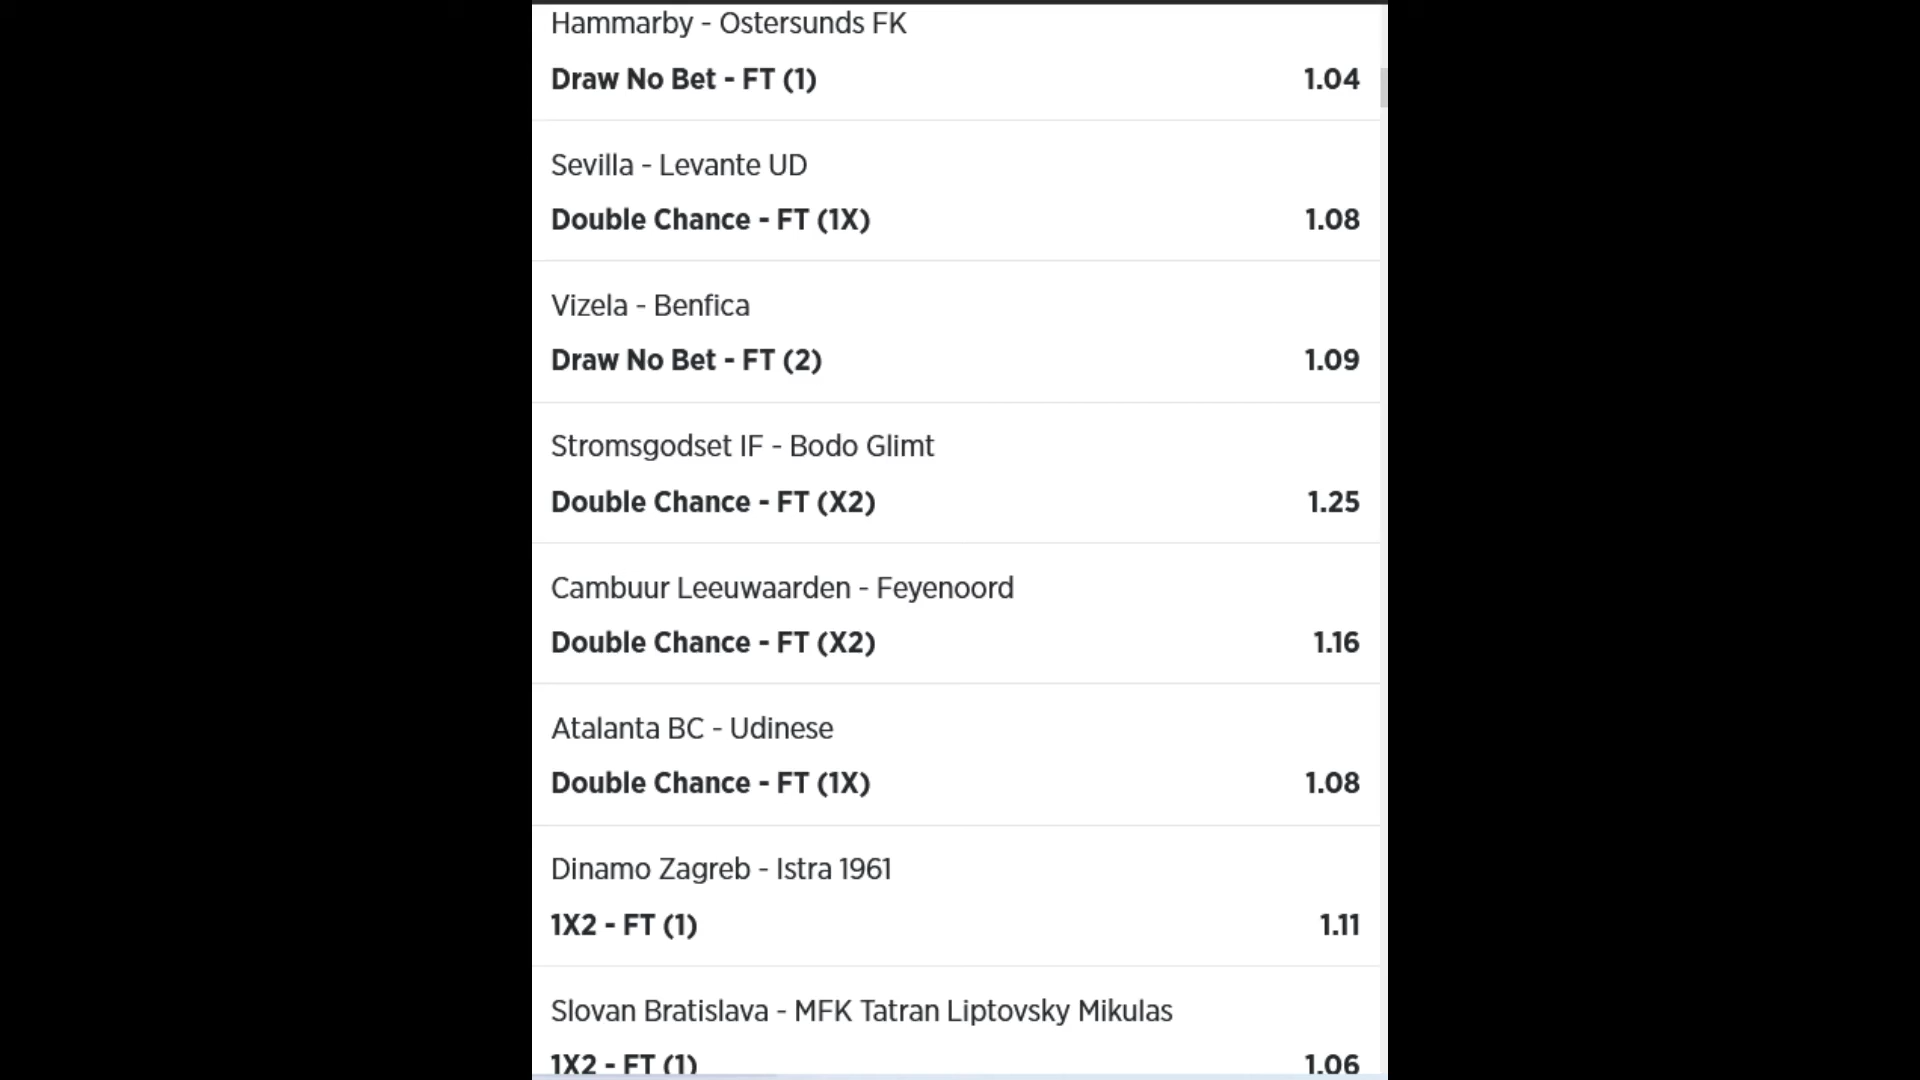 Hammarby - Ostersunds FK
Draw No Bet - FT (1) 1.04
Sevilla - Levante UD
Double Chance - FT (1X) 1.08
Vizela - Benfica
Draw No Bet - FT (2) 1.09
Stromsgodset IF - Bodo Glimt
Double Chance - FT (X2) 1.25
Cambuur Leeuwaarden - Feyenoord
Double Chance - FT (X2) 1.16
Atalanta BC - Udinese
Double Chance - FT (1X) 1.08
Dinamo Zagreb - Istra 1961
1X2 - FT (1) 1.11
Slovan Bratislava - MFK Tatran Liptovsky Mikulas
1X2 - FT (1) 1.06